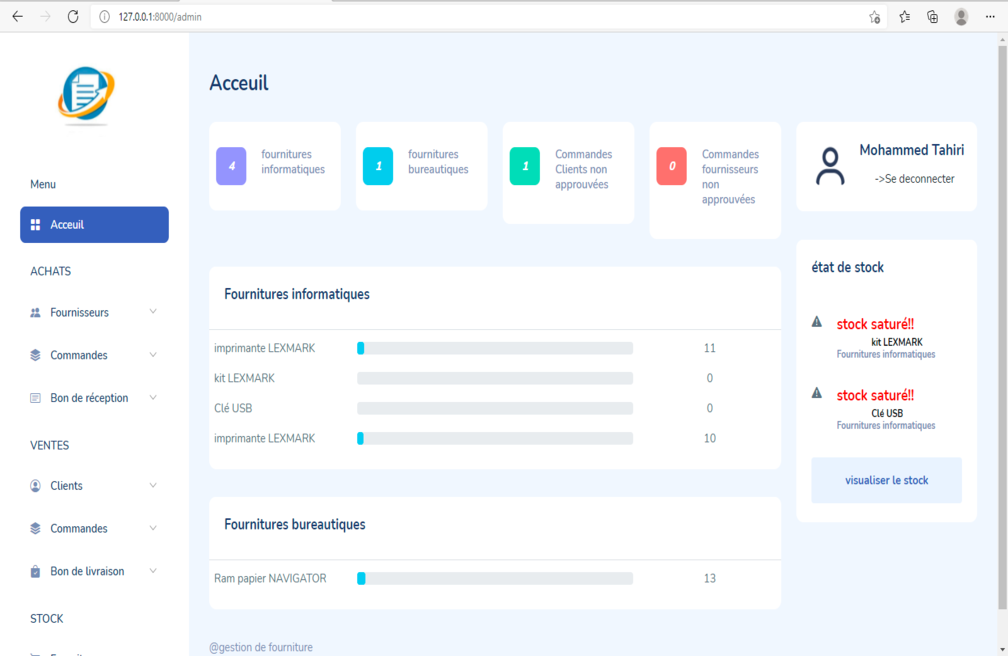 127.0.0.1:8000/admin
Menu
Acceuil
ACHATS
Fournisseurs
Commandes
Bon de réception
VENTES
Clients
Commandes
Bon de livraison
STOCK
Acceuil
4
fournitures
informatiques
1
fournitures
bureautiques
1
Commandes
Clients non
approuvées
0
Commandes
fournisseurs
non
approuvées
Mohammed Tahiri
->Se deconnecter
Fournitures informatiques
imprimante LEXMARK 11
kit LEXMARK 0
Clé USB 0
imprimante LEXMARK 10
Fournitures bureautiques
Ram papier NAVIGATOR 13
état de stock
stock saturé!!
kit LEXMARK
Fournitures informatiques
stock saturé!!
Clé USB
Fournitures informatiques
visualiser le stock
@gestion de fourniture